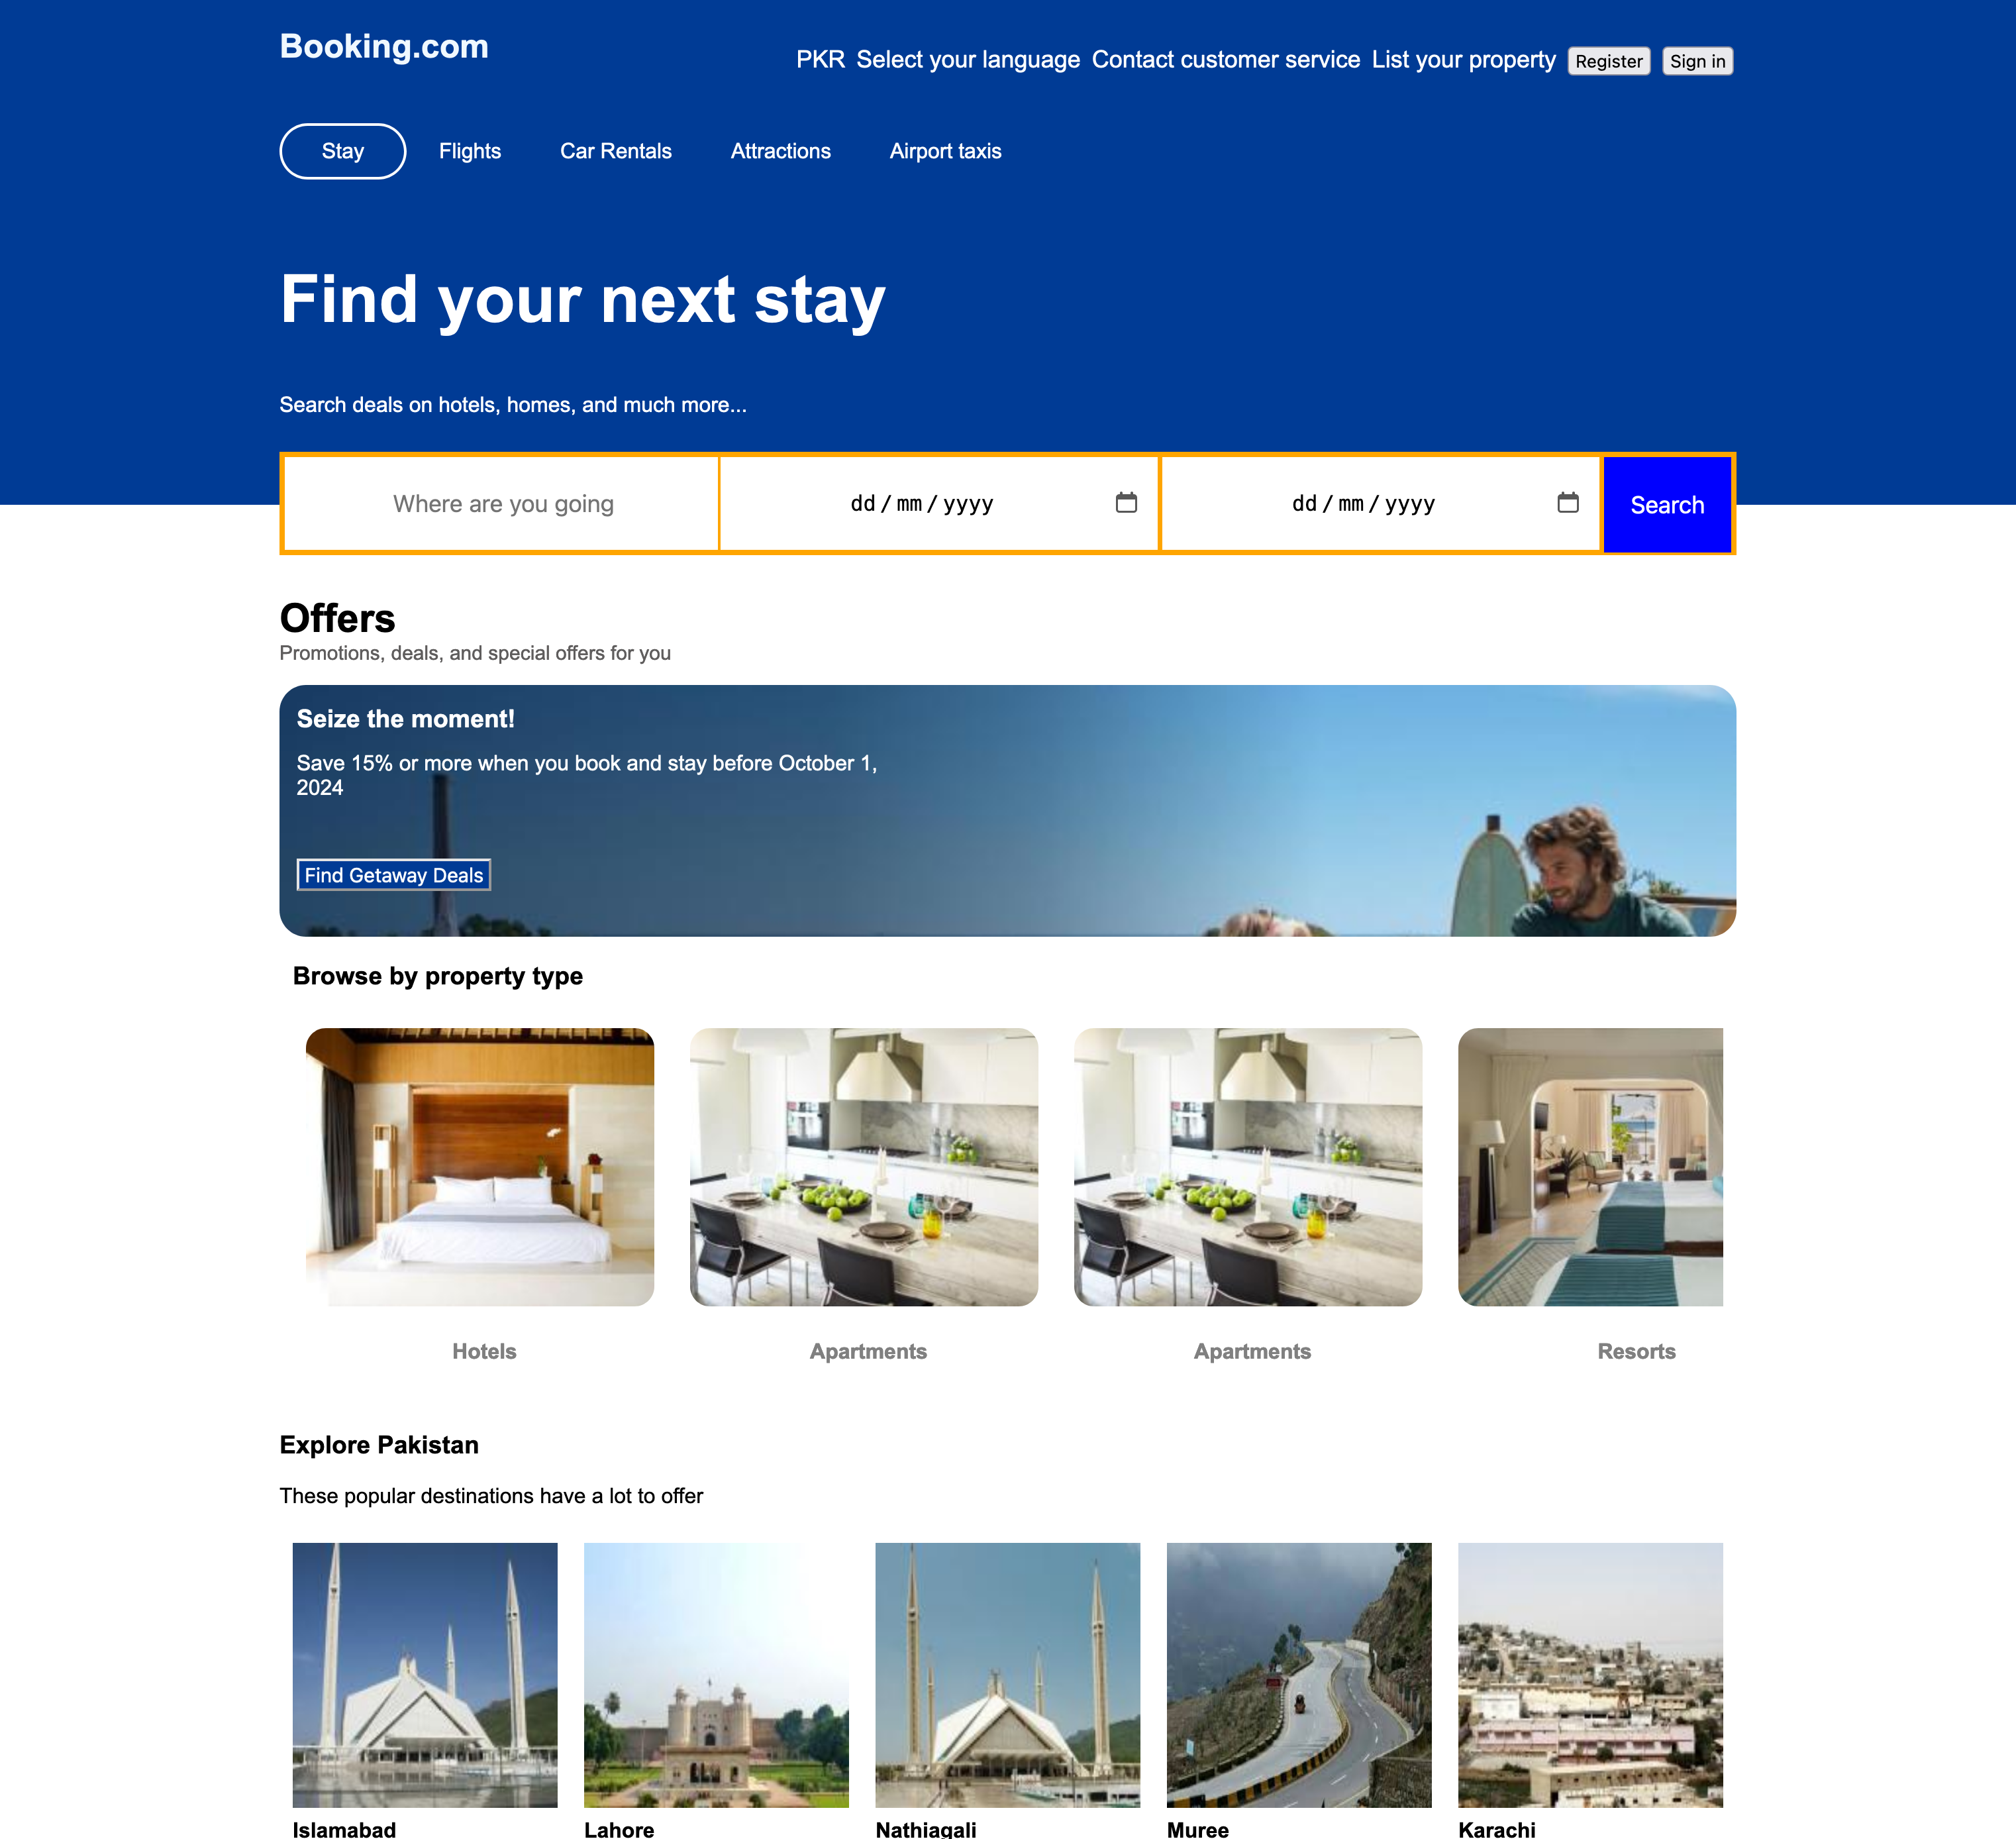 Booking.com
PKR Select your language Contact customer service List your property Register Sign in
Stay Flights Car Rentals Attractions Airport taxis
Find your next stay
Search deals on hotels, homes, and much more...
Where are you going dd/mm/yyyy dd/mm/yyyy Search
Offers
Promotions, deals, and special offers for you
Seize the moment!
Save 15% or more when you book and stay before October 1,
2024
Find Getaway Deals
Browse by property type
Hotels Apartments Apartments Resorts
Explore Pakistan
These popular destinations have a lot to offer
Islamabad Lahore Nathiagali Muree Karachi